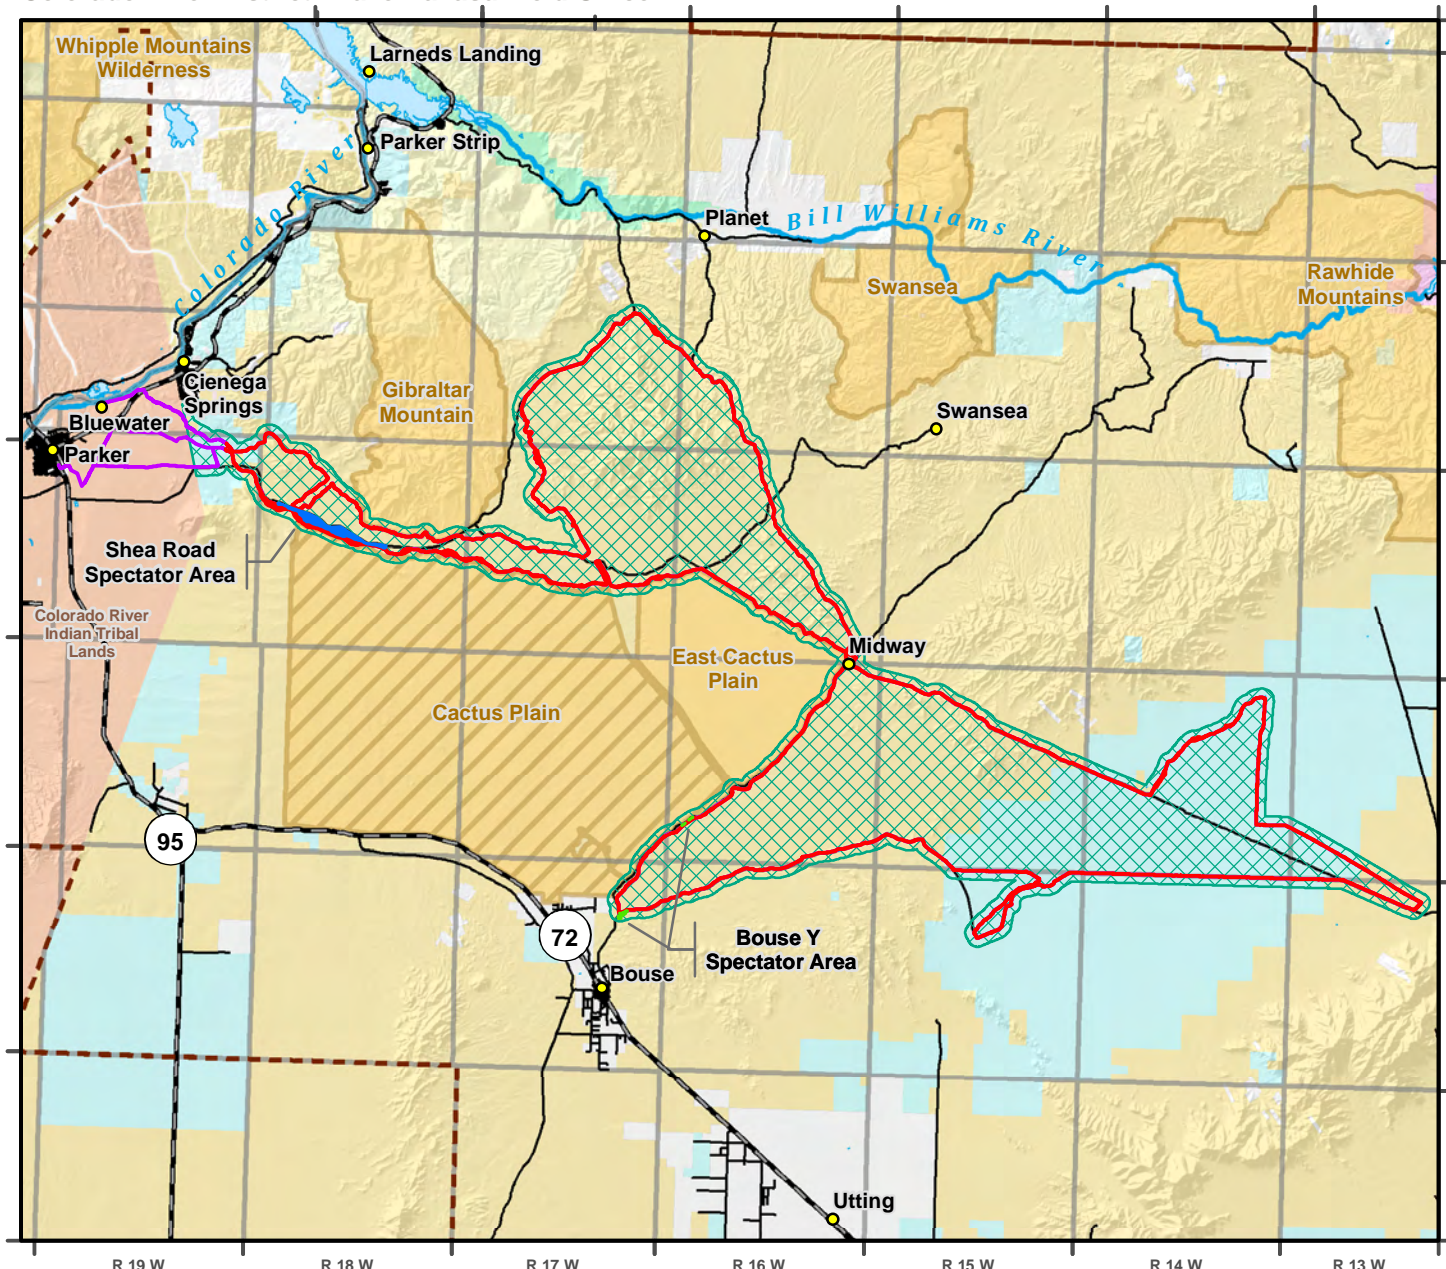 Whipple Mountains
Wilderness
Larneds Landing
Parker Strip
Colorado River
Planet
Bill Williams River
Swansea
Rawhide
Mountains
Cienega
Springs
Gibraltar
Mountain
Bluewater
Parker
Swansea
Shea Road
Spectator Area
Colorado River
Indian Tribal
Lands
East Cactus
Plain
Midway
Cactus Plain
95
72
Bouse Y
Spectator Area
Bouse
Utting
R 19 W
R 18 W
R 17 W
R 16 W
R 15 W
R 14 W
R 13 W